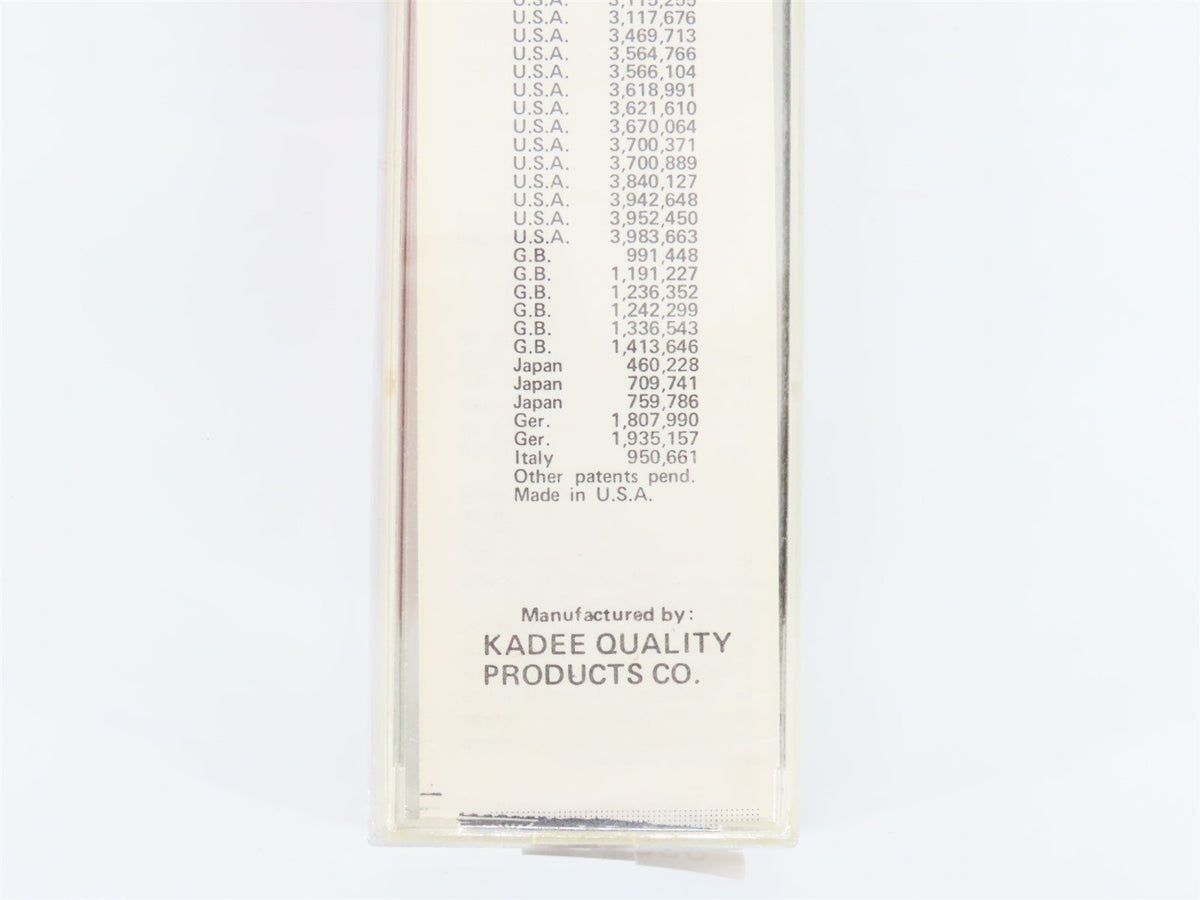 U.S.A. 3,115,255
U.S.A. 3,117,676
U.S.A. 3,469,713
U.S.A. 3,564,766
U.S.A. 3,566,104
U.S.A. 3,618,991
U.S.A. 3,621,610
U.S.A. 3,670,064
U.S.A. 3,700,371
U.S.A. 3,700,889
U.S.A. 3,840,127
U.S.A. 3,942,648
U.S.A. 3,952,450
U.S.A. 3,983,663
G.B. 991,448
G.B. 1,191,227
G.B. 1,236,352
G.B. 1,242,299
G.B. 1,336,543
G.B. 1,413,646
Japan 460,228
Japan 709,741
Japan 759,786
Ger. 1,807,990
Ger. 1,935,157
Italy 950,661
Other patents pend.
Made in U.S.A.
Manufactured by:
KADEE QUALITY
PRODUCTS CO.